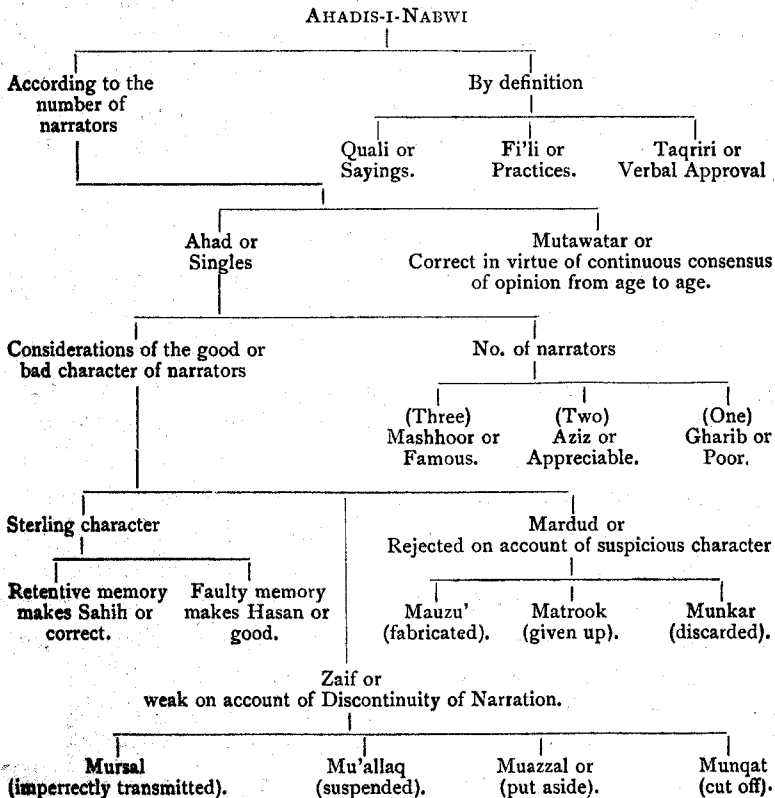 AHADIS-I-NABWI
According to the
number of
narrators
By definition
Quali or
Sayings.
Fi'li or
Practices.
Taqriri or
Verbal Approval
Ahad or
Singles
Mutawatar or
Correct in virtue of continuous consensus
of opinion from age to age.
Considerations of the good or
bad character of narrators
No. of narrators
(Three)
Mashhoor or
Famous.
(Two)
Aziz or
Appreciable.
(One)
Gharib or
Poor.
Sterling character
Mardud or
Rejected on account of suspicious character
Retentive memory
makes Sahih or
correct.
Faulty memory
makes Hasan or
good.
Mauzu'
(fabricated).
Matrook
(given up).
Munkar
(discarded).
Zaif or
weak on account of Discontinuity of Narration.
Mursal
(imperrectly transmitted).
Mu'allaq
(suspended).
Muazzal or
(put aside).
Munqat
(cut off).